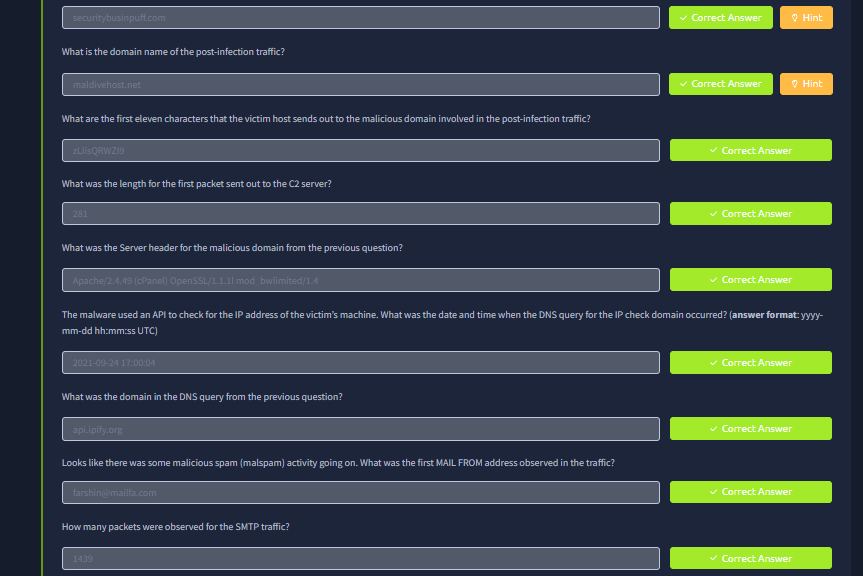 securitybusinpuff.com
✓ Correct Answer
Hint
What is the domain name of the post-infection traffic?
maldivehost.net
✓ Correct Answer
Hint
What are the first eleven characters that the victim host sends out to the malicious domain involved in the post-infection traffic?
zLIisQRWZI9
✓ Correct Answer
What was the length for the first packet sent out to the C2 server?
281
✓ Correct Answer
What was the Server header for the malicious domain from the previous question?
Apache/2.4.49 (cPanel) OpenSSL/1.1.1l mod_bwlimited/1.4
✓ Correct Answer
The malware used an API to check for the IP address of the victim's machine. What was the date and time when the DNS query for the IP check domain occurred? (answer format: yyyy-
mm-dd hh:mm:ss UTC)
2021-09-24 17:00:04
✓ Correct Answer
What was the domain in the DNS query from the previous question?
api.ipify.org
✓ Correct Answer
Looks like there was some malicious spam (malspam) activity going on. What was the first MAIL FROM address observed in the traffic?
farshin@mailfa.com
✓ Correct Answer
How many packets were observed for the SMTP traffic?
1439
✓ Correct Answer